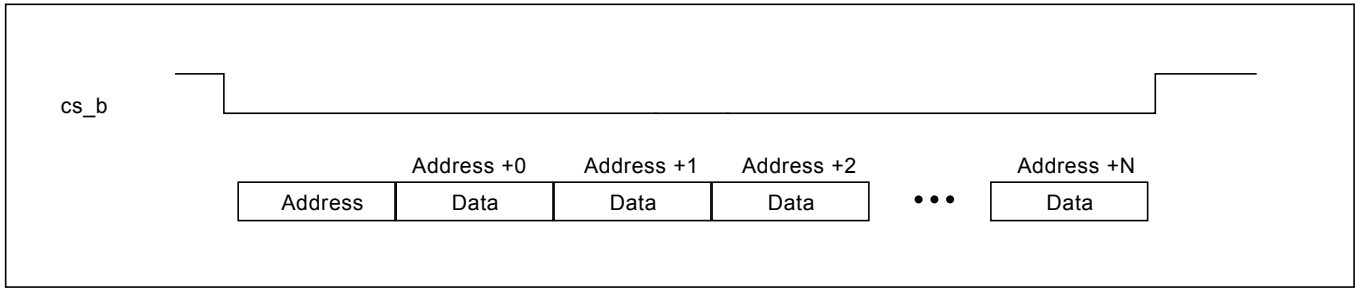 cs_b
Address +0 Address +1 Address +2 Address +N
Address Data Data Data ••• Data